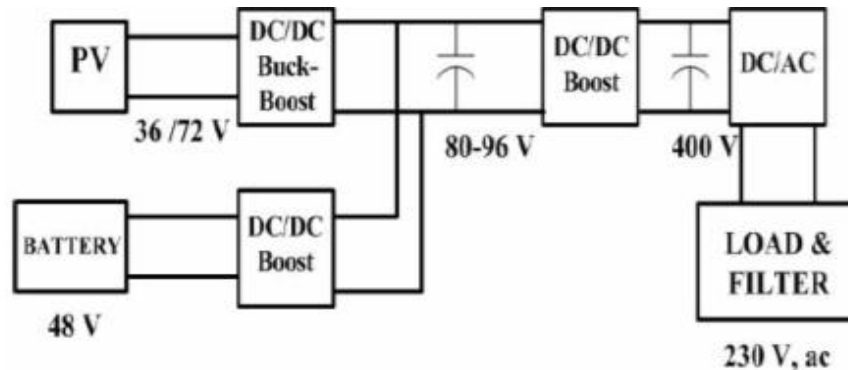 PV
DC/DC
Buck-
Boost
DC/DC
Boost
DC/AC
36 /72 V
80-96 V
400 V
BATTERY
DC/DC
Boost
LOAD &
FILTER
48 V
230 V, ac